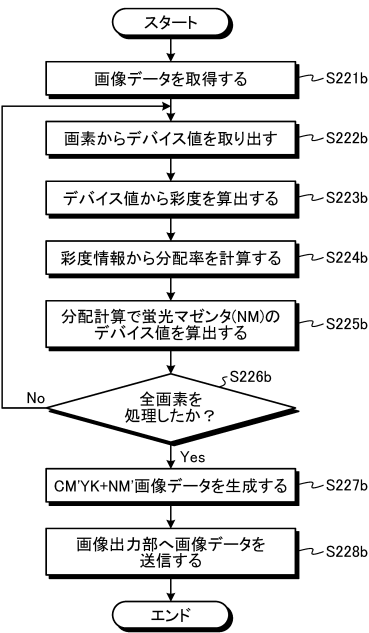 スタート
画像データを取得する
S221b
画素からデバイス値を取り出す
S222b
デバイス値から彩度を算出する
S223b
彩度情報から分配率を計算する
S224b
分配計算で蛍光マゼンタ(NM)の
デバイス値を算出する
S225b
S226b
全画素を
処理したか？
No
Yes
CM'YK+NM'画像データを生成する
S227b
画像出力部へ画像データを
送信する
S228b
エンド